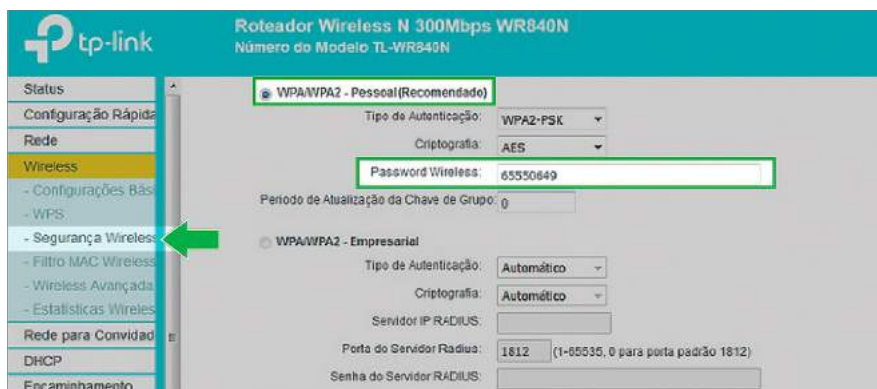 tp-link
Roteador Wireless N 300Mbps WR840N
Número do Modelo TL-WR840N
Status
Configuração Rápida
Rede
Wireless
- Configurações Bási
- WPS
- Segurança Wireless
- Filtro MAC Wireless
- Wireless Avançada
- Estatísticas Wireles
Rede para Convidad
DHCP
Encaminhamento
WPA/WPA2 - Pessoal(Recomendado)
Tipo de Autenticação: WPA2-PSK
Criptografia: AES
Password Wireless: 65550649
Período de Atualização da Chave de Grupo: 0
WPA/WPA2 - Empresarial
Tipo de Autenticação: Automático
Criptografia: Automático
Servidor IP RADIUS:
Porta do Servidor Radius: 1812 (1-65535, 0 para porta padrão 1812)
Senha do Servidor RADIUS: